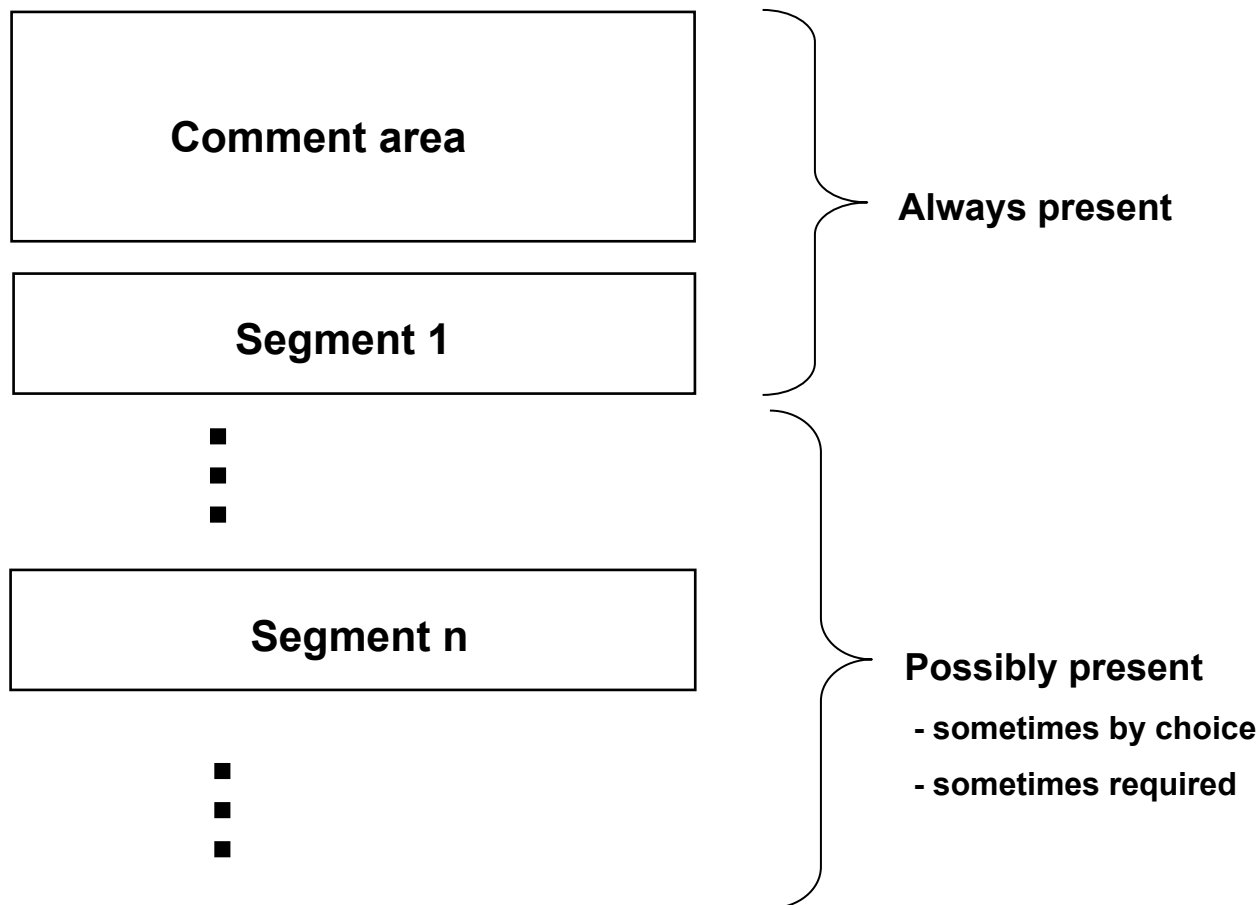 Comment area
Always present
Segment 1
Segment n
Possibly present
- sometimes by choice
- sometimes required